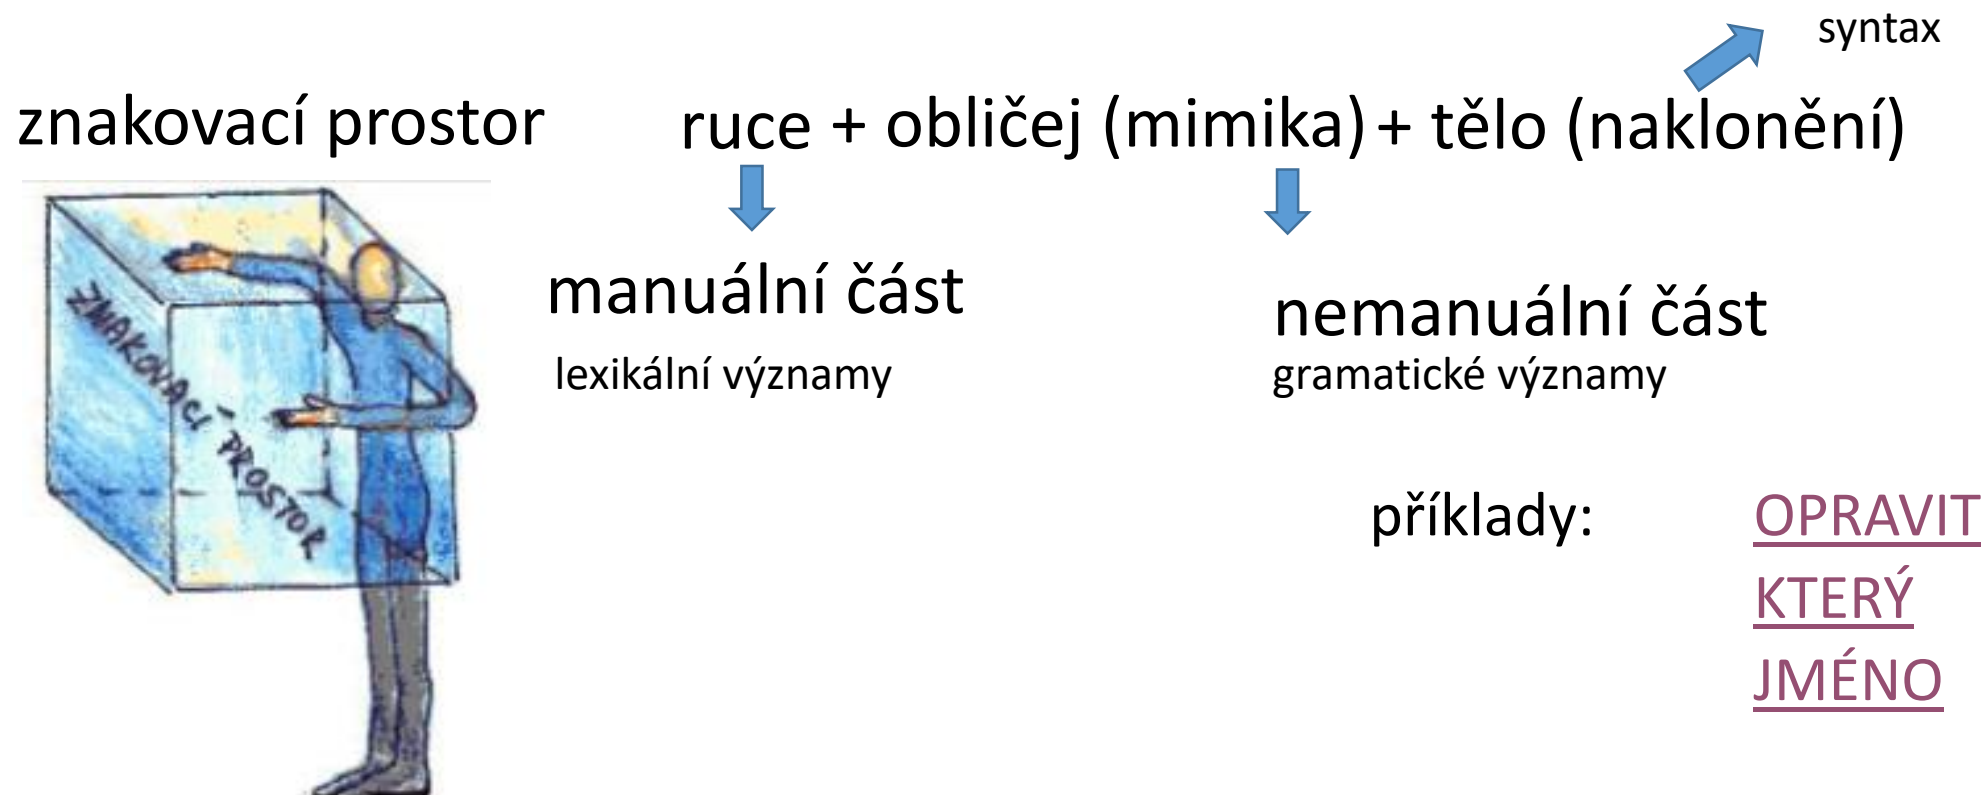 syntax
znakovací prostor
ruce + obličej (mimika) + tělo (naklonění)
manuální část
lexikální významy
nemanuální část
gramatické významy
ZNAKOVACÍ PROSTOR
příklady:
OPRAVIT
KTERÝ
JMÉNO